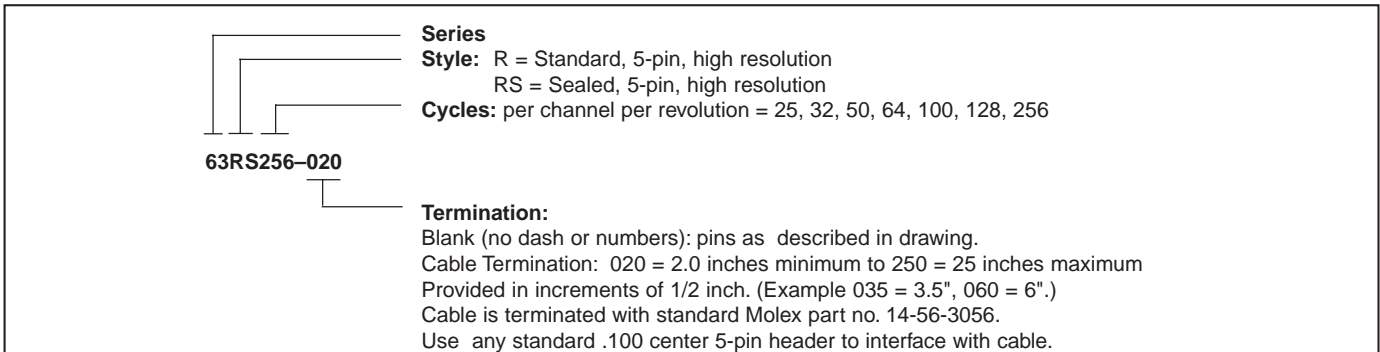 Series
Style: R = Standard, 5-pin, high resolution
RS = Sealed, 5-pin, high resolution
Cycles: per channel per revolution = 25, 32, 50, 64, 100, 128, 256
63RS256–020
Termination:
Blank (no dash or numbers): pins as described in drawing.
Cable Termination: 020 = 2.0 inches minimum to 250 = 25 inches maximum
Provided in increments of 1/2 inch. (Example 035 = 3.5", 060 = 6".)
Cable is terminated with standard Molex part no. 14-56-3056.
Use any standard .100 center 5-pin header to interface with cable.